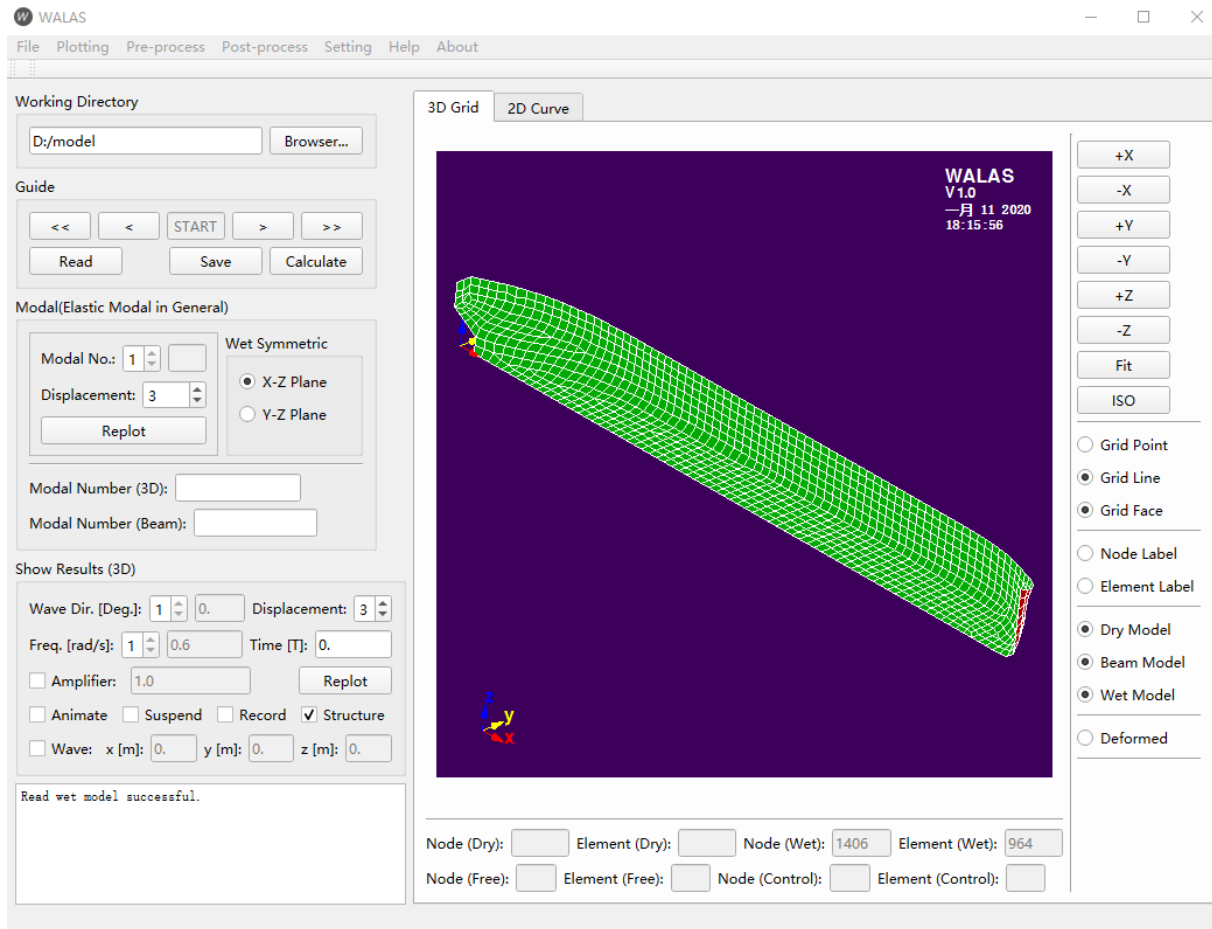 WALAS
File Plotting Pre-process Post-process Setting Help About
Working Directory
D:/model Browser...
Guide
<< < START > >>
Read Save Calculate
Modal(Elastic Modal in General)
Modal No.: 1
Displacement: 3
Replot
Wet Symmetric
X-Z Plane
Y-Z Plane
Modal Number (3D):
Modal Number (Beam):
Show Results (3D)
Wave Dir. [Deg.]: 1 0. Displacement: 3
Freq. [rad/s]: 1 0.6 Time [T]: 0.
Amplifier: 1.0 Replot
Animate Suspend Record Structure
Wave: x [m]: 0. y [m]: 0. z [m]: 0.
Read wet model successful.
3D Grid 2D Curve
WALAS
V 1.0
一月 11 2020
18:15:56
z
y
x
Node (Dry): Element (Dry): Node (Wet): 1406 Element (Wet): 964
Node (Free): Element (Free): Node (Control): Element (Control):
+X
-X
+Y
-Y
+Z
-Z
Fit
ISO
Grid Point
Grid Line
Grid Face
Node Label
Element Label
Dry Model
Beam Model
Wet Model
Deformed